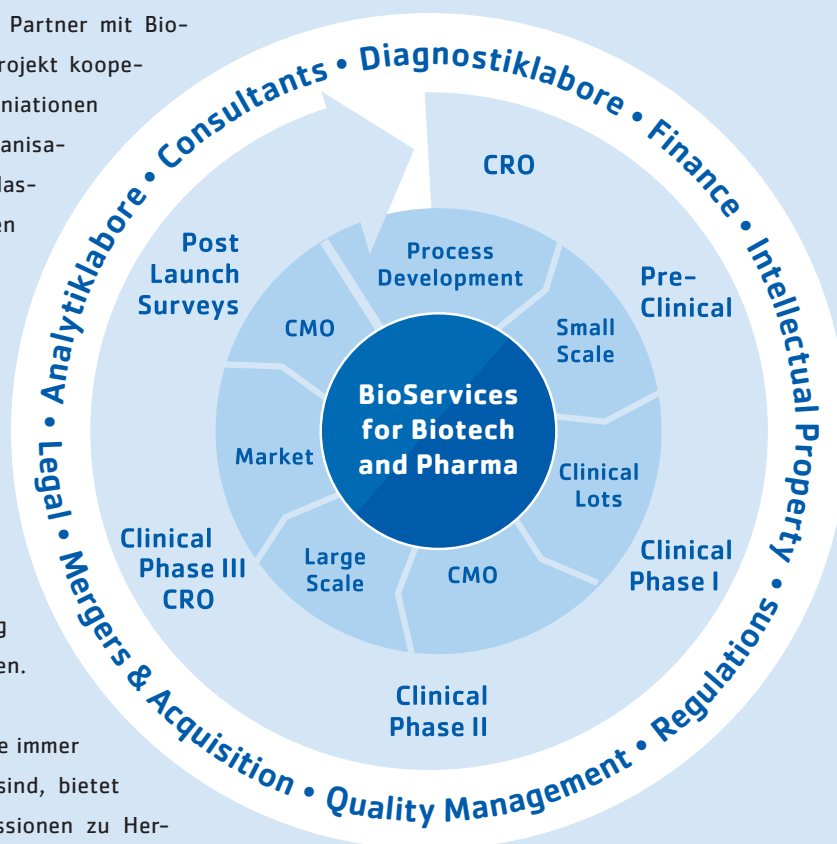 Partner mit Bio-
rojekt koope-
niationen
anisa-
las-
en
g
en.
e immer
sind, bietet
ssionen zu Her-
Consultants • Diagnostiklabore • Finance • Intellectual Property • Regulations • Quality Management • Mergers & Acquisition • Legal • Analytiklabore •
CRO
Pre-
Clinical
Clinical
Phase I
Clinical
Phase II
Clinical
Phase III
CRO
Post
Launch
Surveys
Process
Development
Small
Scale
Clinical
Lots
CMO
Large
Scale
Market
CMO
BioServices
for Biotech
and Pharma